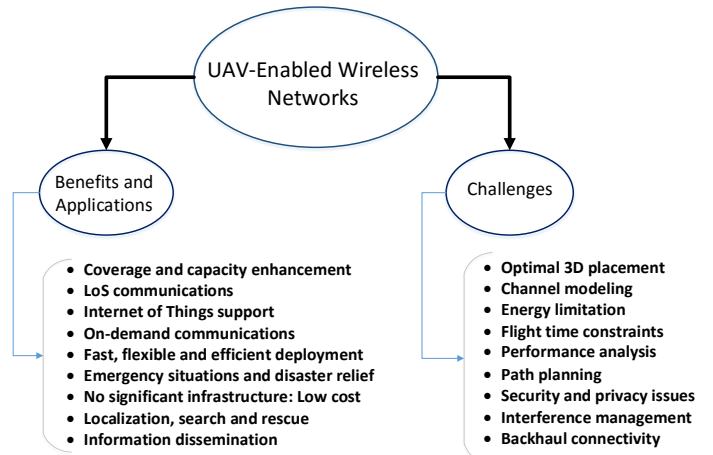 UAV-Enabled Wireless
Networks
Benefits and
Applications
Challenges
• Coverage and capacity enhancement
• LoS communications
• Internet of Things support
• On-demand communications
• Fast, flexible and efficient deployment
• Emergency situations and disaster relief
• No significant infrastructure: Low cost
• Localization, search and rescue
• Information dissemination
• Optimal 3D placement
• Channel modeling
• Energy limitation
• Flight time constraints
• Performance analysis
• Path planning
• Security and privacy issues
• Interference management
• Backhaul connectivity